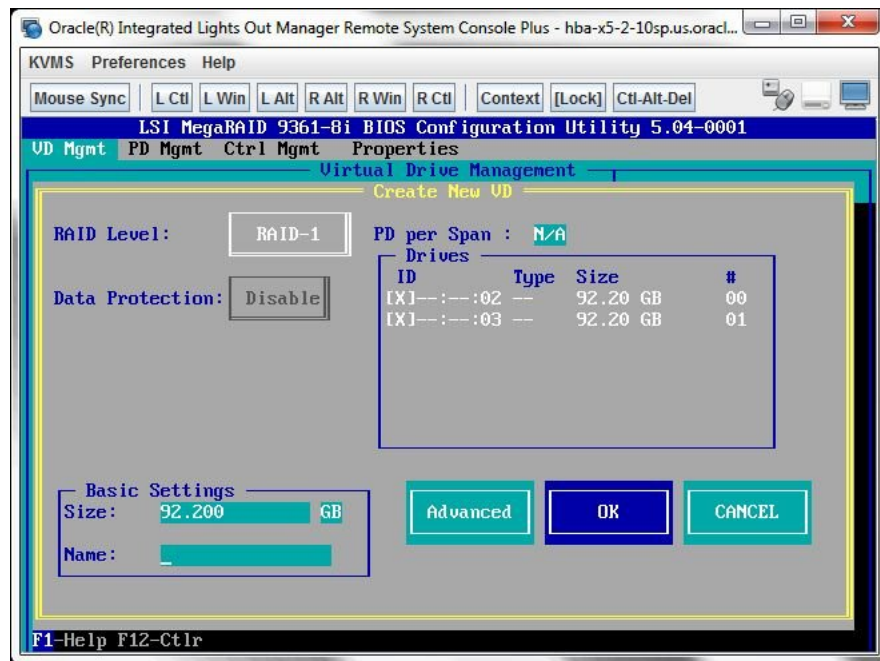 Oracle(R) Integrated Lights Out Manager Remote System Console Plus - hba-x5-2-10sp.us.oracl...
KVMS Preferences Help
Mouse Sync L Ctl L Win L Alt R Alt R Win R Ctl Context [Lock] Ctl-Alt-Del
LSI MegaRAID 9361-8i BIOS Configuration Utility 5.04-0001
VD Mgmt PD Mgmt Ctrl Mgmt Properties
Virtual Drive Management
Create New VD
RAID Level: RAID-1 PD per Span : N/A
Drives
ID Type Size #
Data Protection: Disable [X]--:--:02 -- 92.20 GB 00
[X]--:--:03 -- 92.20 GB 01
Basic Settings
Size: 92.200 GB
Advanced OK CANCEL
Name: _
F1-Help F12-Ctlr